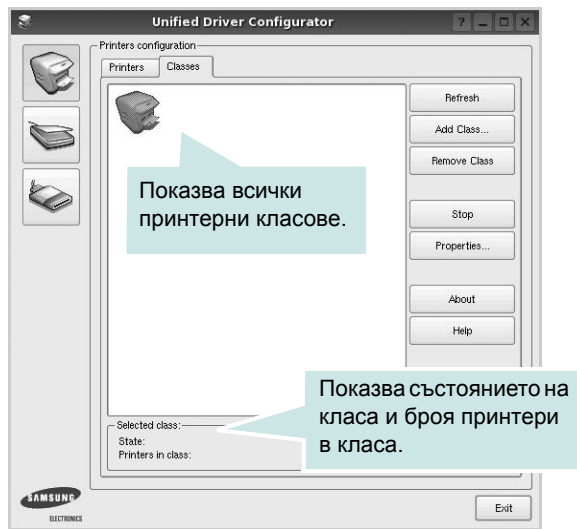 Unified Driver Configurator
Printers configuration
Printers
Classes
Refresh
Add Class...
Remove Class
Показва всички
принтерни класове.
Stop
Properties...
About
Help
Показва състоянието на
класа и броя принтери
в класа.
Selected class:
State:
Printers in class:
SAMSUNG
ELECTRONICS
Exit